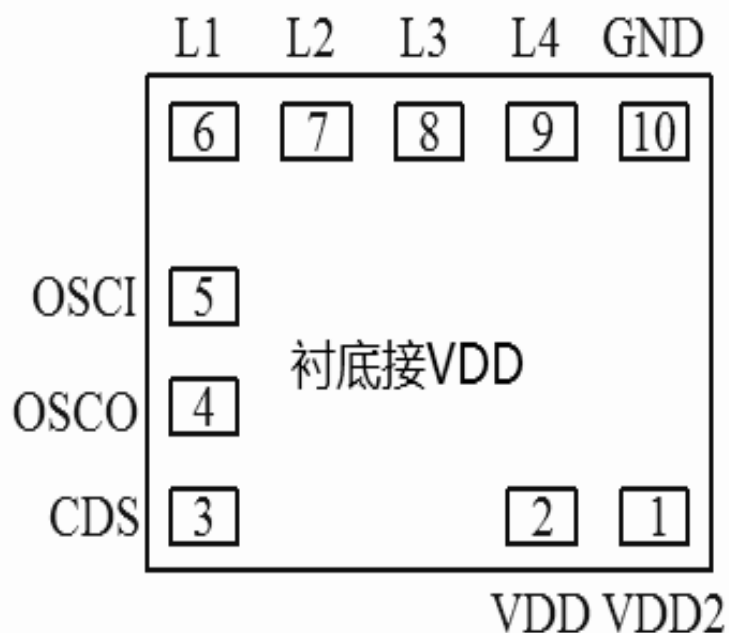 L1 L2 L3 L4 GND
6 7 8 9 10
OSCI 5
衬底接VDD
OSCO 4
CDS 3 2 1
VDD VDD2